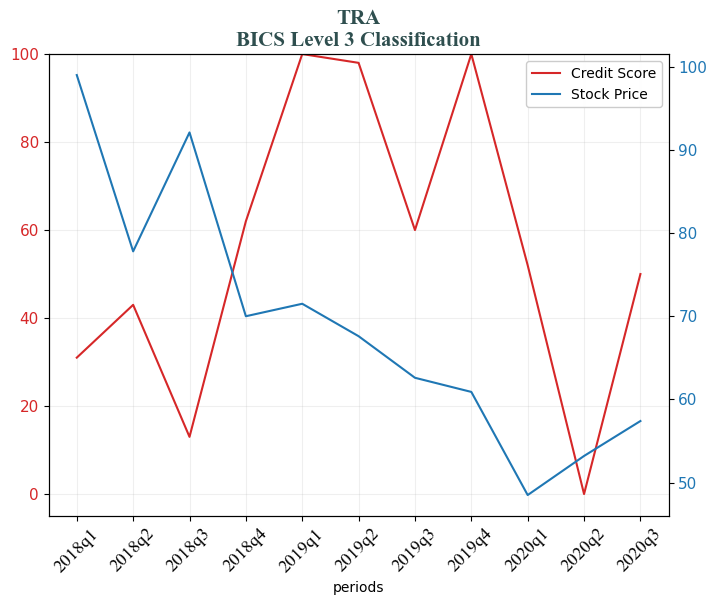 TRA
BICS Level 3 Classification
Credit Score
Stock Price
100
80
60
40
20
0
100
90
80
70
60
50
2018q1
2018q2
2018q3
2018q4
2019q1
2019q2
2019q3
2019q4
2020q1
2020q2
2020q3
periods